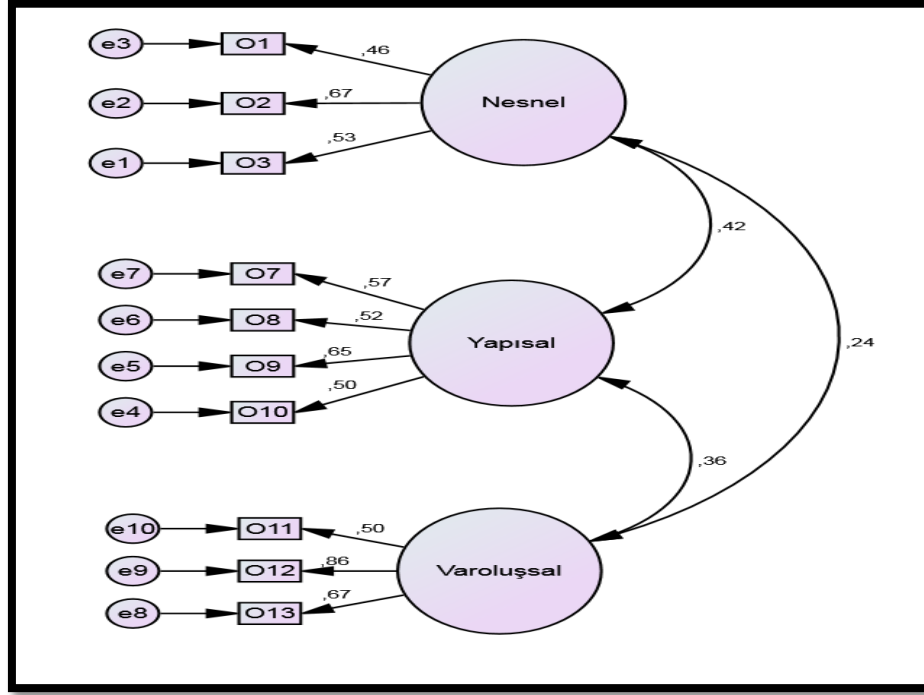 e3 O1 ,46
Nesnel
e2 O2 ,67
e1 O3 ,53
,42
e7 O7 ,57
e6 O8 ,52
Yapısal
,24
e5 O9 ,65
e4 O10 ,50
,36
e10 O11 ,50
e9 O12 ,86
Varoluşsal
e8 O13 ,67